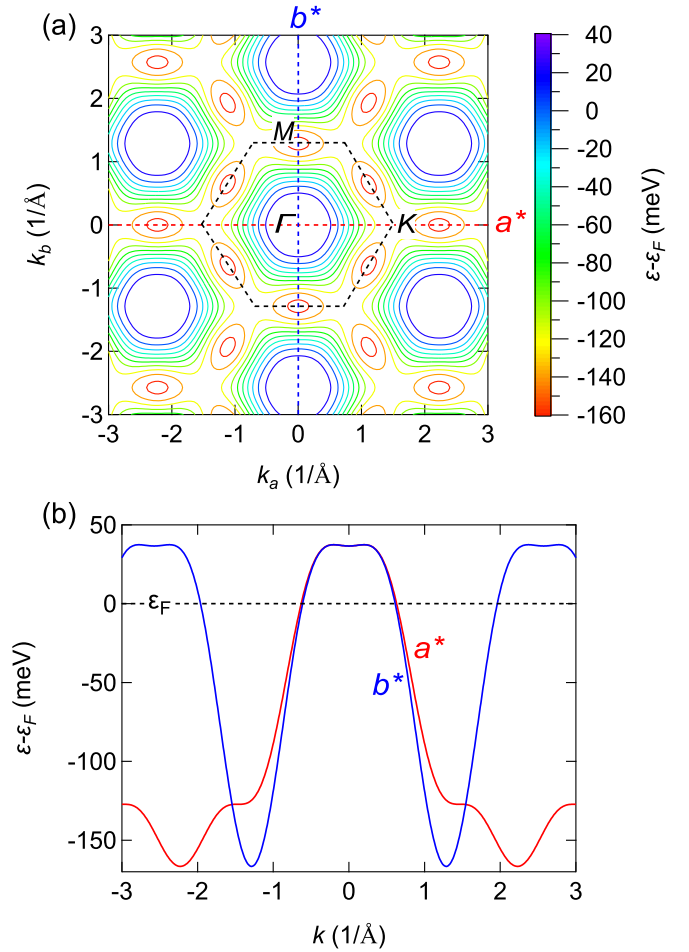 (a)
b*
3
2
1
0
-1
-2
-3
k_b (1/Å)
M
Γ
K
a*
-3 -2 -1 0 1 2 3
k_a (1/Å)
40
20
0
-20
-40
-60
-80
-100
-120
-140
-160
ε-ε_F (meV)
(b)
50
0
-50
-100
-150
ε-ε_F (meV)
ε_F
a*
b*
-3 -2 -1 0 1 2 3
k (1/Å)